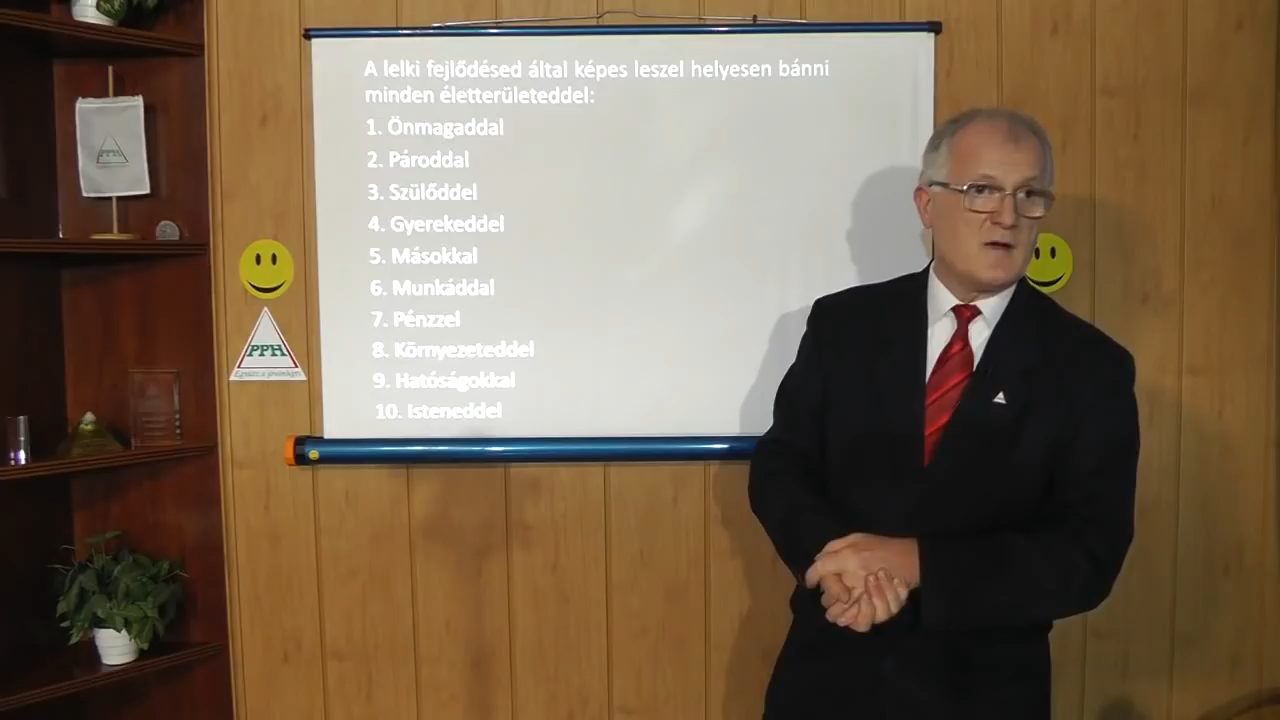 A lelki fejlődésed által képes leszel helyesen bánni
minden életterületeddel:
1. Önmagaddal
2. Pároddal
3. Szülőddel
4. Gyerekeddel
5. Másokkal
6. Munkáddal
7. Pénzzel
8. Környezeteddel
9. Hatóságokkal
10. Isteneddel
PPH